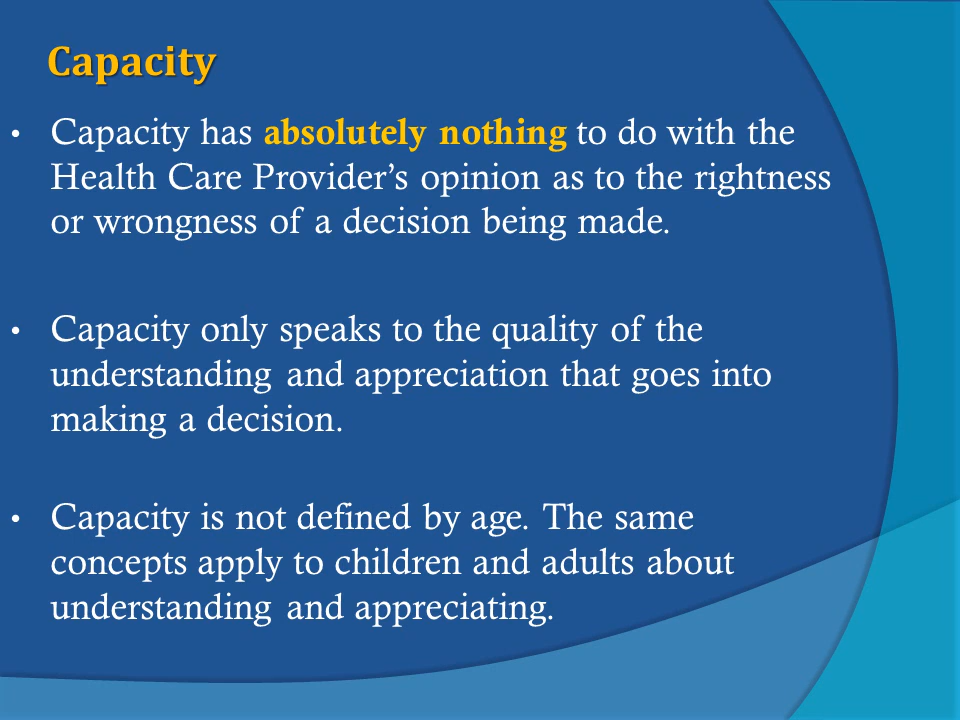 Capacity
• Capacity has absolutely nothing to do with the
Health Care Provider’s opinion as to the rightness
or wrongness of a decision being made.
• Capacity only speaks to the quality of the
understanding and appreciation that goes into
making a decision.
• Capacity is not defined by age. The same
concepts apply to children and adults about
understanding and appreciating.